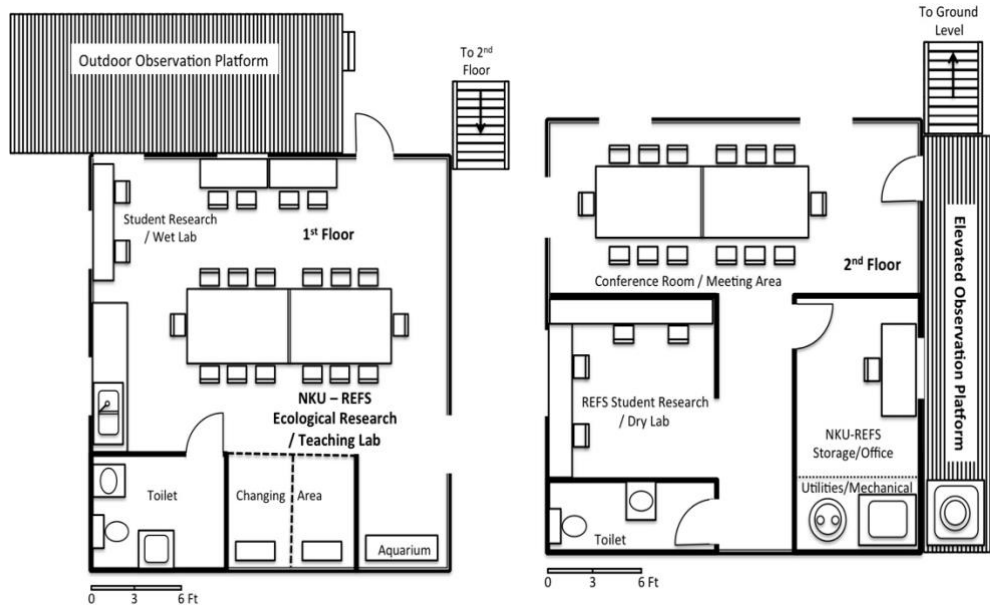 Outdoor Observation Platform
To 2nd
Floor
Student Research
/ Wet Lab
1st Floor
NKU – REFS
Ecological Research
/ Teaching Lab
Toilet
Changing Area
Aquarium
0 3 6 Ft
To Ground
Level
Conference Room / Meeting Area
2nd Floor
Elevated Observation Platform
REFS Student Research
/ Dry Lab
NKU-REFS
Storage/Office
Utilities/Mechanical
Toilet
0 3 6 Ft